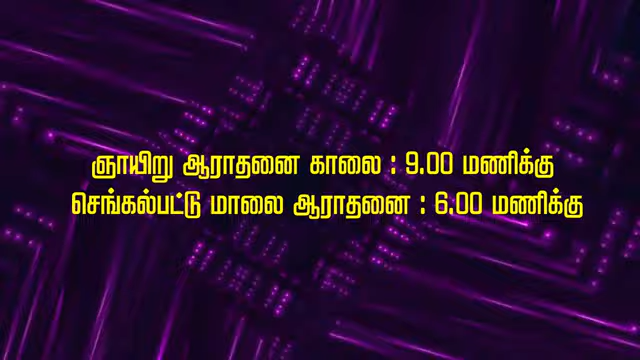 ஞாயிறு ஆராதனை காலை : 9.00 மணிக்கு
செங்கல்பட்டு மாலை ஆராதனை : 6.00 மணிக்கு